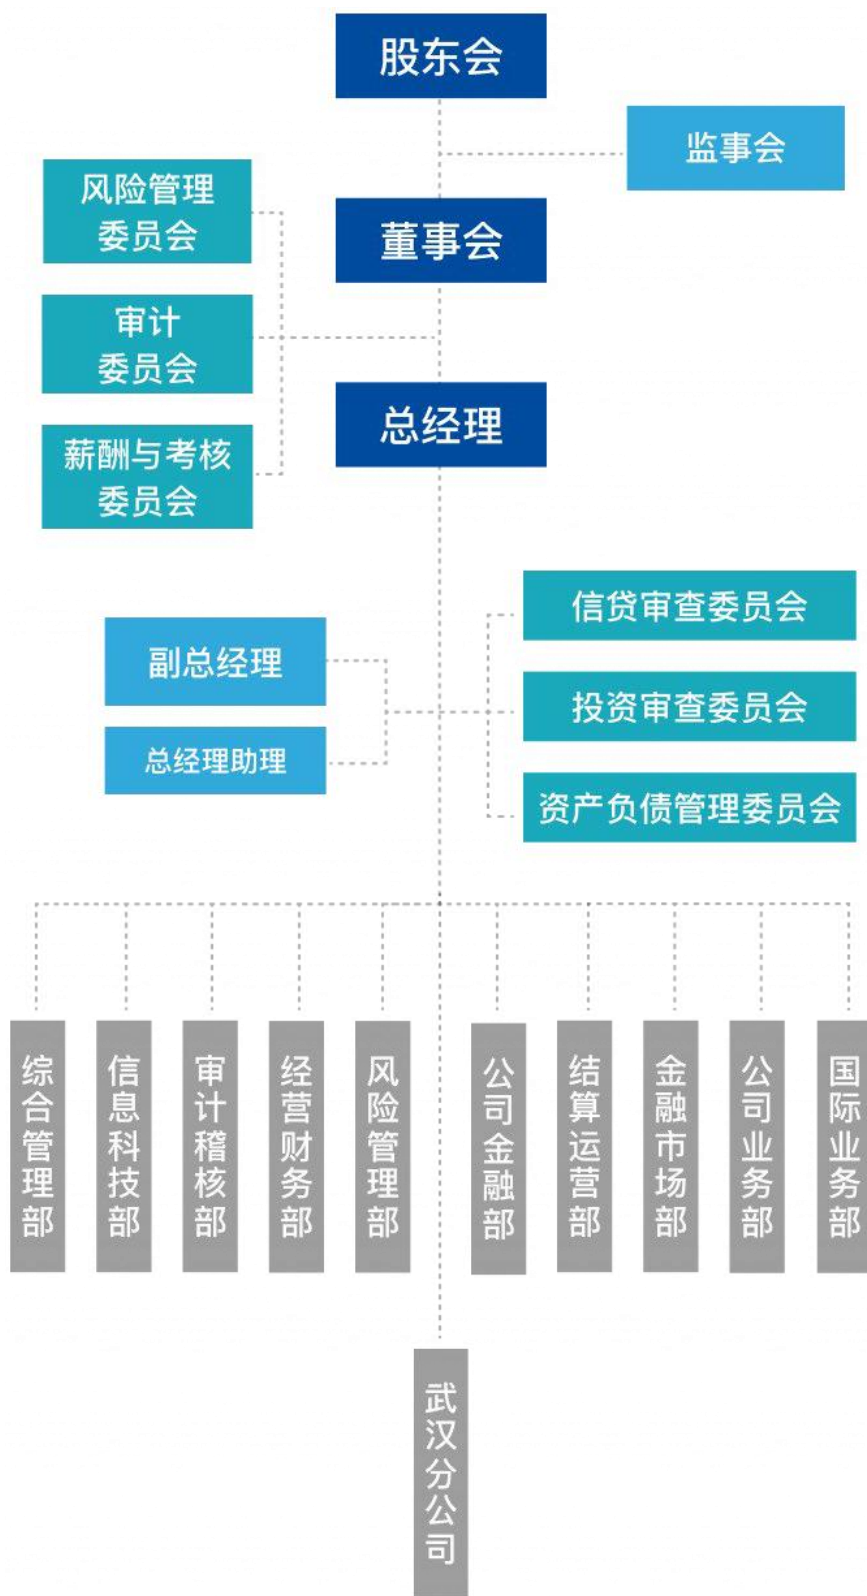 股东会
监事会
风险管理
委员会
董事会
审计
委员会
总经理
薪酬与考核
委员会
信贷审查委员会
副总经理
投资审查委员会
总经理助理
资产负债管理委员会
综合管理部
信息科技部
审计稽核部
经营财务部
风险管理部
公司金融部
结算运营部
金融市场部
公司业务部
国际业务部
武汉分公司